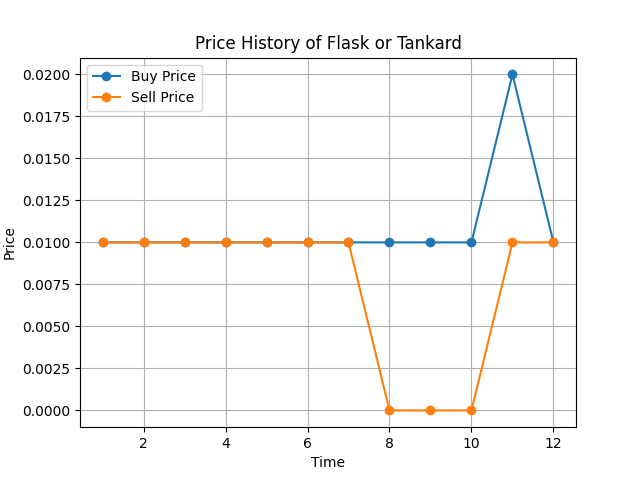 Price History of Flask or Tankard
Buy Price
Sell Price
0.0200
0.0175
0.0150
0.0125
0.0100
0.0075
0.0050
0.0025
0.0000
Price
2 4 6 8 10 12
Time